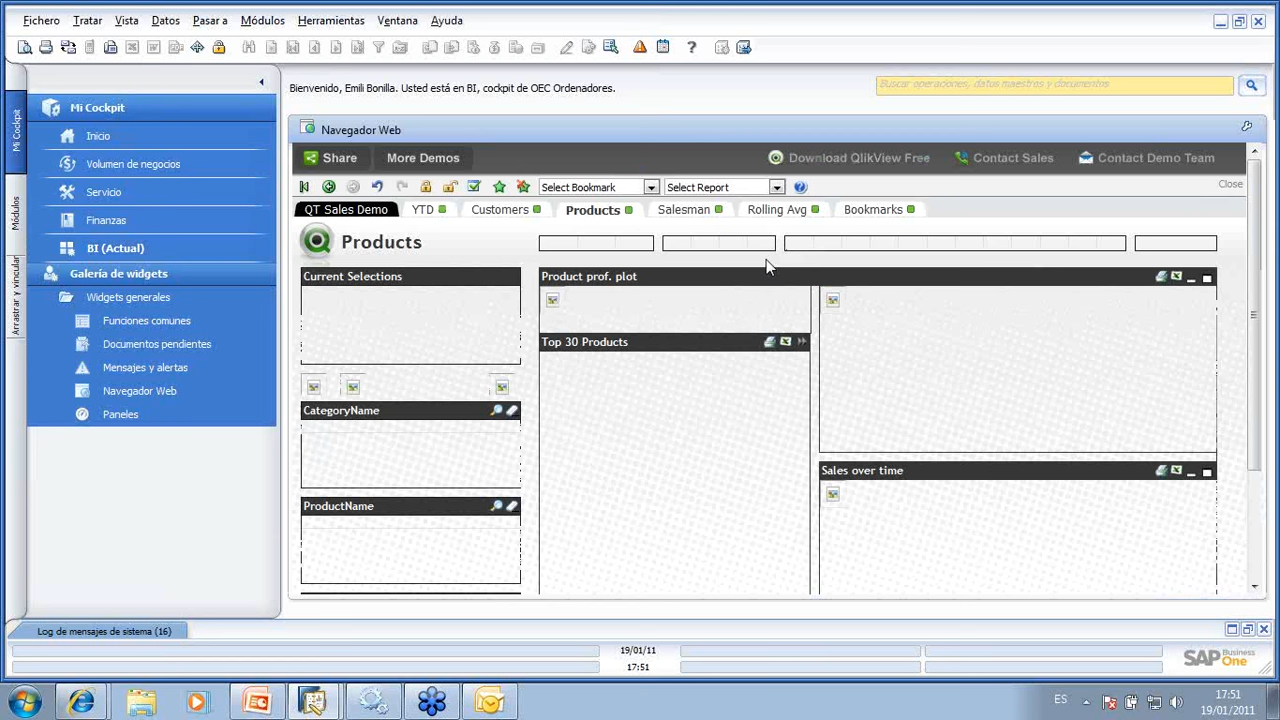 Fichero Tratar Vista Datos Pasar a Módulos Herramientas Ventana Ayuda
Bienvenido, Emili Bonilla. Usted está en BI, cockpit de OEC Ordenadores.
Buscar operaciones, datos maestros y documentos
Mi Cockpit
Módulos
Arrastrar y vincular
Mi Cockpit
Inicio
Volumen de negocios
Servicio
Finanzas
BI (Actual)
Galería de widgets
Widgets generales
Funciones comunes
Documentos pendientes
Mensajes y alertas
Navegador Web
Paneles
Navegador Web
Share More Demos Download QlikView Free Contact Sales Contact Demo Team
Select Bookmark Select Report Close
QT Sales Demo YTD Customers Products Salesman Rolling Avg Bookmarks
Products
Current Selections
CategoryName
ProductName
Product prof. plot
Top 30 Products
Sales over time
Log de mensajes de sistema (16)
19/01/11
17:51
SAP Business One
ES
17:51
19/01/2011